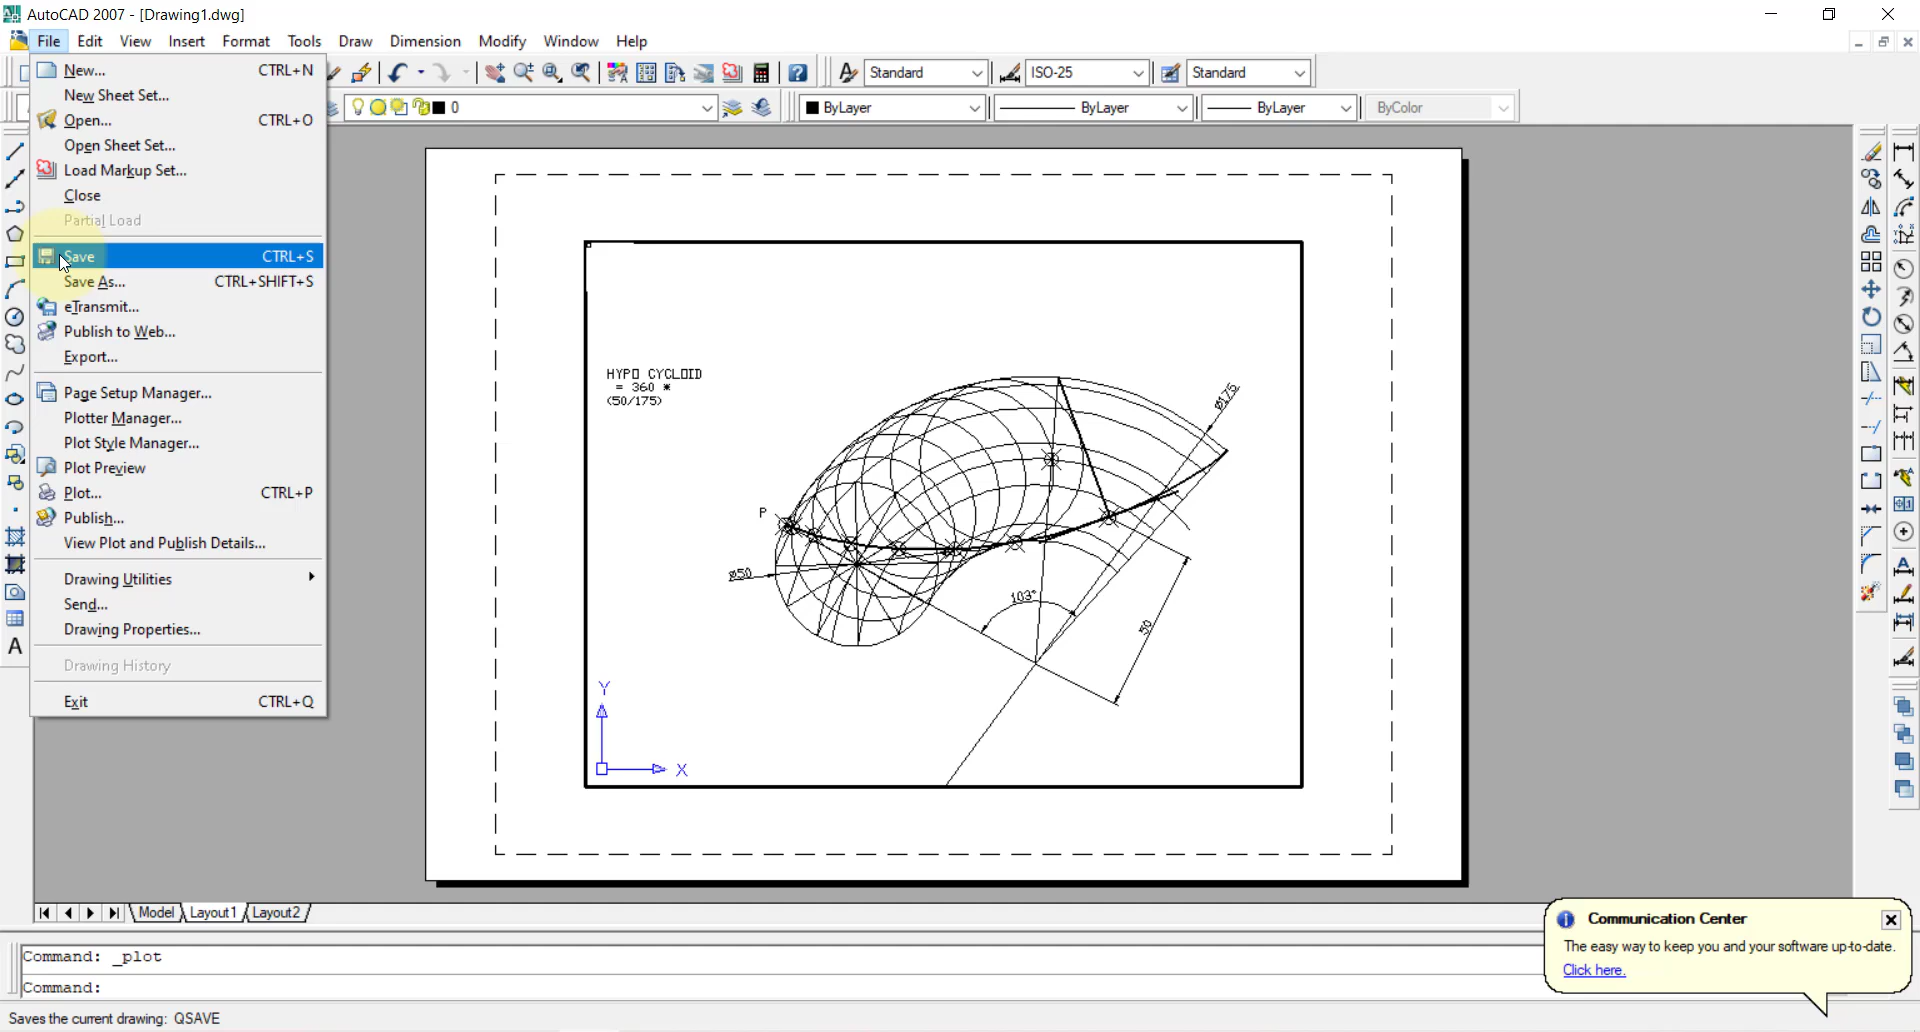 AutoCAD 2007 - [Drawing1.dwg]
File Edit View Insert Format Tools Draw Dimension Modify Window Help
Standard ISO-25 Standard
0 ByLayer ByLayer ByLayer ByColor
New... CTRL+N
New Sheet Set...
Open... CTRL+O
Open Sheet Set...
Load Markup Set...
Close
Partial Load
Save CTRL+S
Save As... CTRL+SHIFT+S
eTransmit...
Publish to Web...
Export...
Page Setup Manager...
Plotter Manager...
Plot Style Manager...
Plot Preview
Plot... CTRL+P
Publish...
View Plot and Publish Details...
Drawing Utilities
Send...
Drawing Properties...
Drawing History
Exit CTRL+Q
A
HYPO CYCLOID
= 360 *
(50/175)
Ø175
P
Ø50
103°
50
Y
X
Model Layout1 Layout2
Command: _plot
Command:
Saves the current drawing: QSAVE
Communication Center
The easy way to keep you and your software up-to-date.
Click here.